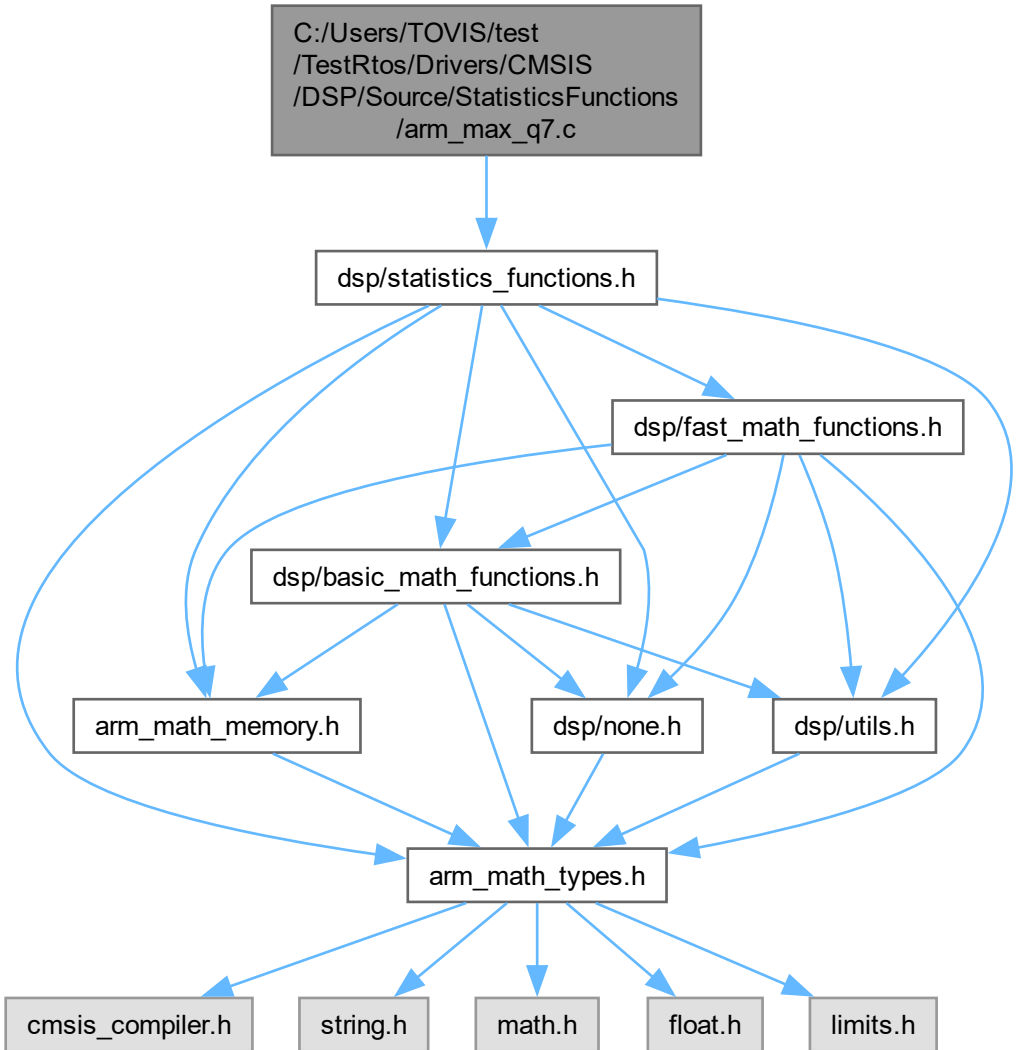 C:/Users/TOVIS/test
/TestRtos/Drivers/CMSIS
/DSP/Source/StatisticsFunctions
/arm_max_q7.c
dsp/statistics_functions.h
dsp/fast_math_functions.h
dsp/basic_math_functions.h
arm_math_memory.h
dsp/none.h
dsp/utils.h
arm_math_types.h
cmsis_compiler.h
string.h
math.h
float.h
limits.h